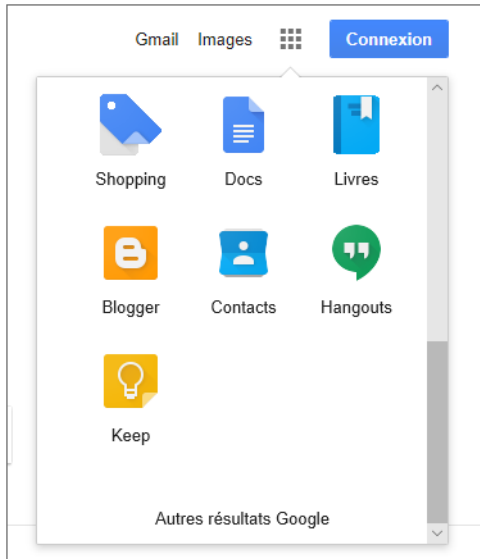 Gmail Images Connexion
Shopping Docs Livres
Blogger Contacts Hangouts
Keep
Autres résultats Google